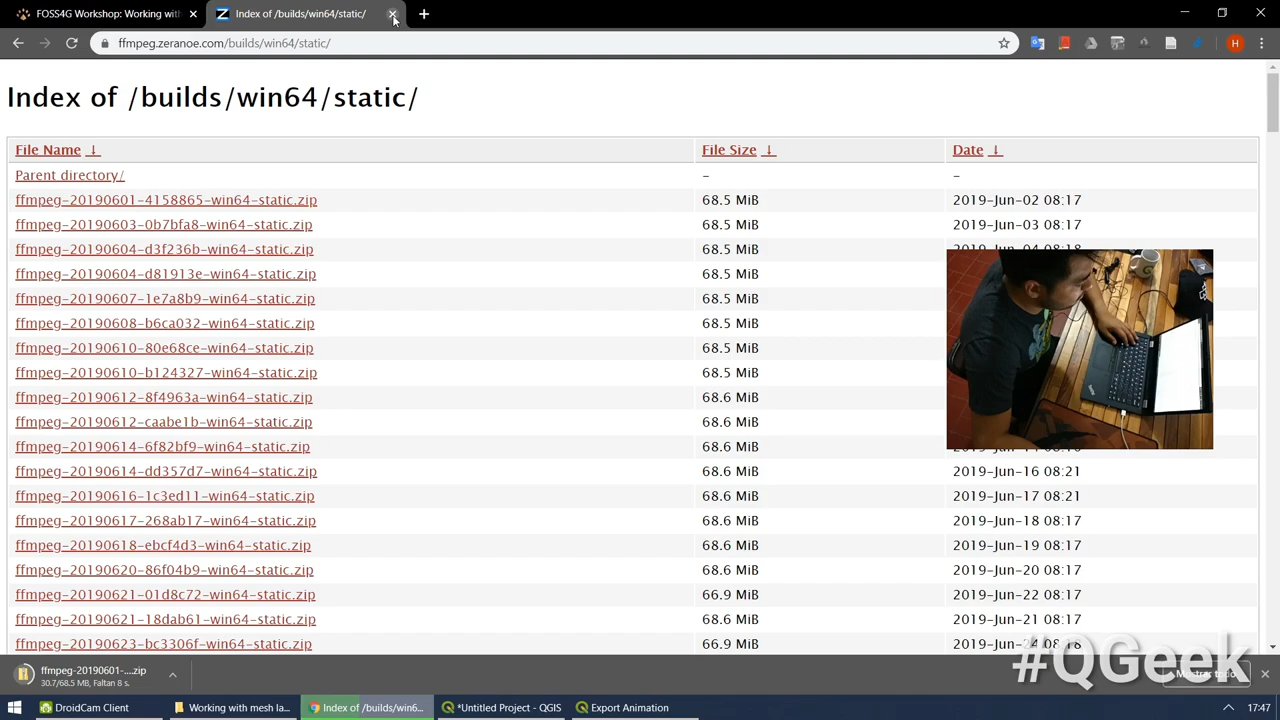 FOSS4G Workshop: Working with
Index of /builds/win64/static/
ffmpeg.zeranoe.com/builds/win64/static/
H
Index of /builds/win64/static/
File Name ↓ File Size ↓ Date ↓
Parent directory/ - -
ffmpeg-20190601-4158865-win64-static.zip 68.5 MiB 2019-Jun-02 08:17
ffmpeg-20190603-0b7bfa8-win64-static.zip 68.5 MiB 2019-Jun-03 08:17
ffmpeg-20190604-d3f236b-win64-static.zip 68.5 MiB 2019-Jun-04 08:18
ffmpeg-20190604-d81913e-win64-static.zip 68.5 MiB
ffmpeg-20190607-1e7a8b9-win64-static.zip 68.5 MiB
ffmpeg-20190608-b6ca032-win64-static.zip 68.5 MiB
ffmpeg-20190610-80e68ce-win64-static.zip 68.5 MiB
ffmpeg-20190610-b124327-win64-static.zip 68.5 MiB
ffmpeg-20190612-8f4963a-win64-static.zip 68.6 MiB
ffmpeg-20190612-caabe1b-win64-static.zip 68.6 MiB
ffmpeg-20190614-6f82bf9-win64-static.zip 68.6 MiB
ffmpeg-20190614-dd357d7-win64-static.zip 68.6 MiB 2019-Jun-16 08:21
ffmpeg-20190616-1c3ed11-win64-static.zip 68.6 MiB 2019-Jun-17 08:21
ffmpeg-20190617-268ab17-win64-static.zip 68.6 MiB 2019-Jun-18 08:17
ffmpeg-20190618-ebcf4d3-win64-static.zip 68.6 MiB 2019-Jun-19 08:17
ffmpeg-20190620-86f04b9-win64-static.zip 68.6 MiB 2019-Jun-20 08:17
ffmpeg-20190621-01d8c72-win64-static.zip 66.9 MiB 2019-Jun-22 08:17
ffmpeg-20190621-18dab61-win64-static.zip 68.6 MiB 2019-Jun-21 08:17
ffmpeg-20190623-bc3306f-win64-static.zip 66.9 MiB 2019-Jun-24 08:18
#QGeek
ffmpeg-20190601-....zip
30.7/68.5 MB, Faltan 8 s.
Mostrar todo
DroidCam Client Working with mesh la... Index of /builds/win6... *Untitled Project - QGIS Export Animation 17:47